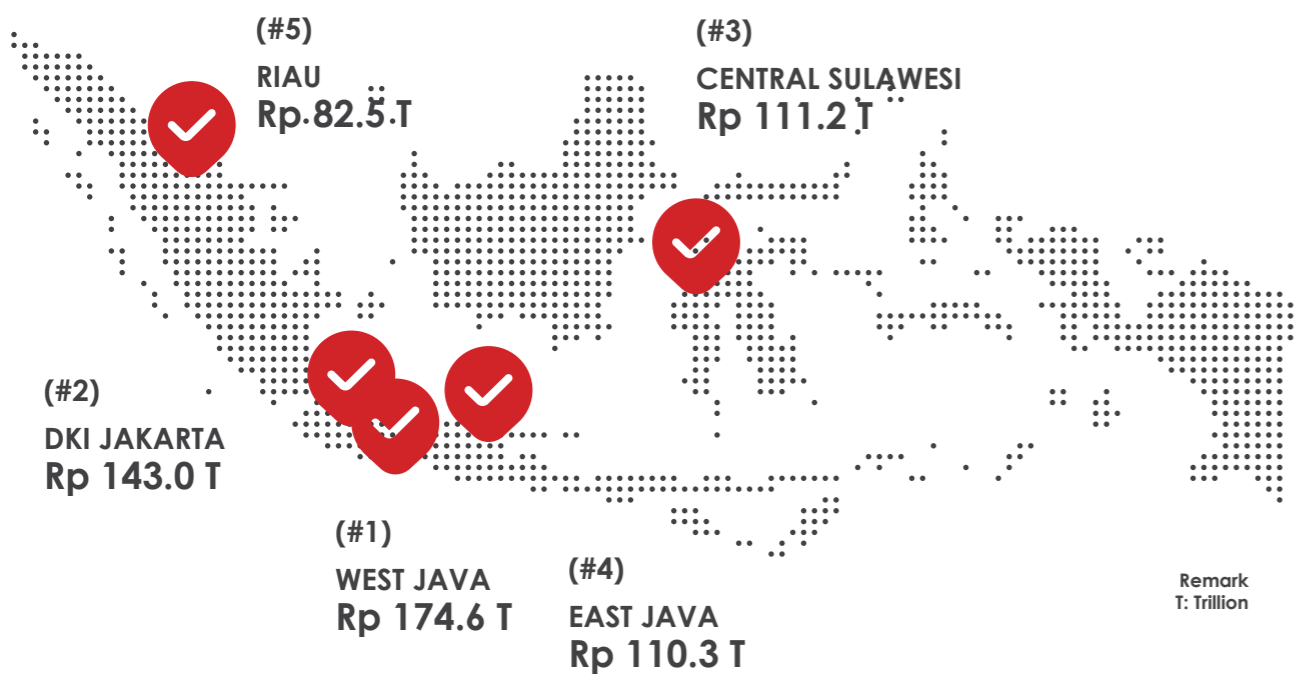 (#5)
RIAU
Rp 82.5 T
(#3)
CENTRAL SULAWESI
Rp 111.2 T
(#2)
DKI JAKARTA
Rp 143.0 T
(#1)
WEST JAVA
Rp 174.6 T
(#4)
EAST JAVA
Rp 110.3 T
Remark
T: Trillion